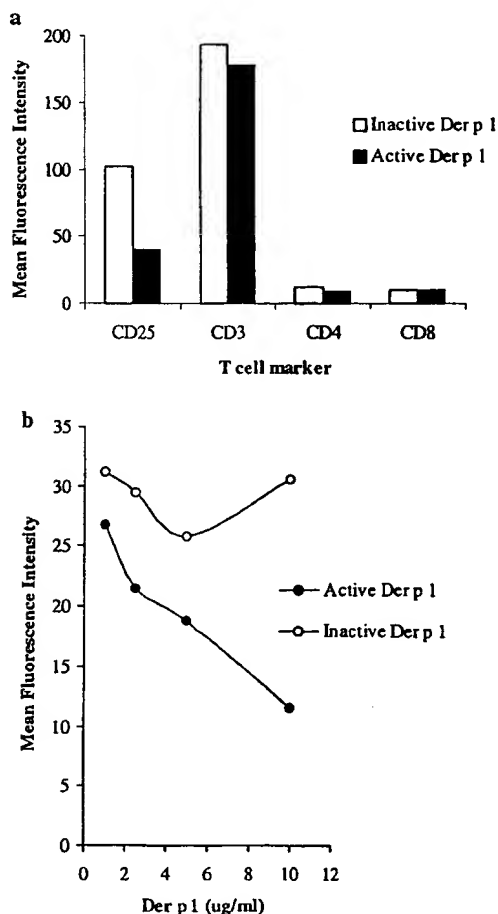 a
Mean Fluorescence Intensity
200
150
100
50
0
Inactive Der p 1
Active Der p 1
CD25 CD3 CD4 CD8
T cell marker
b
Mean Fluorescence Intensity
35
30
25
20
15
10
5
0
Active Der p 1
Inactive Der p 1
0 2 4 6 8 10 12
Der p 1 (ug/ml)